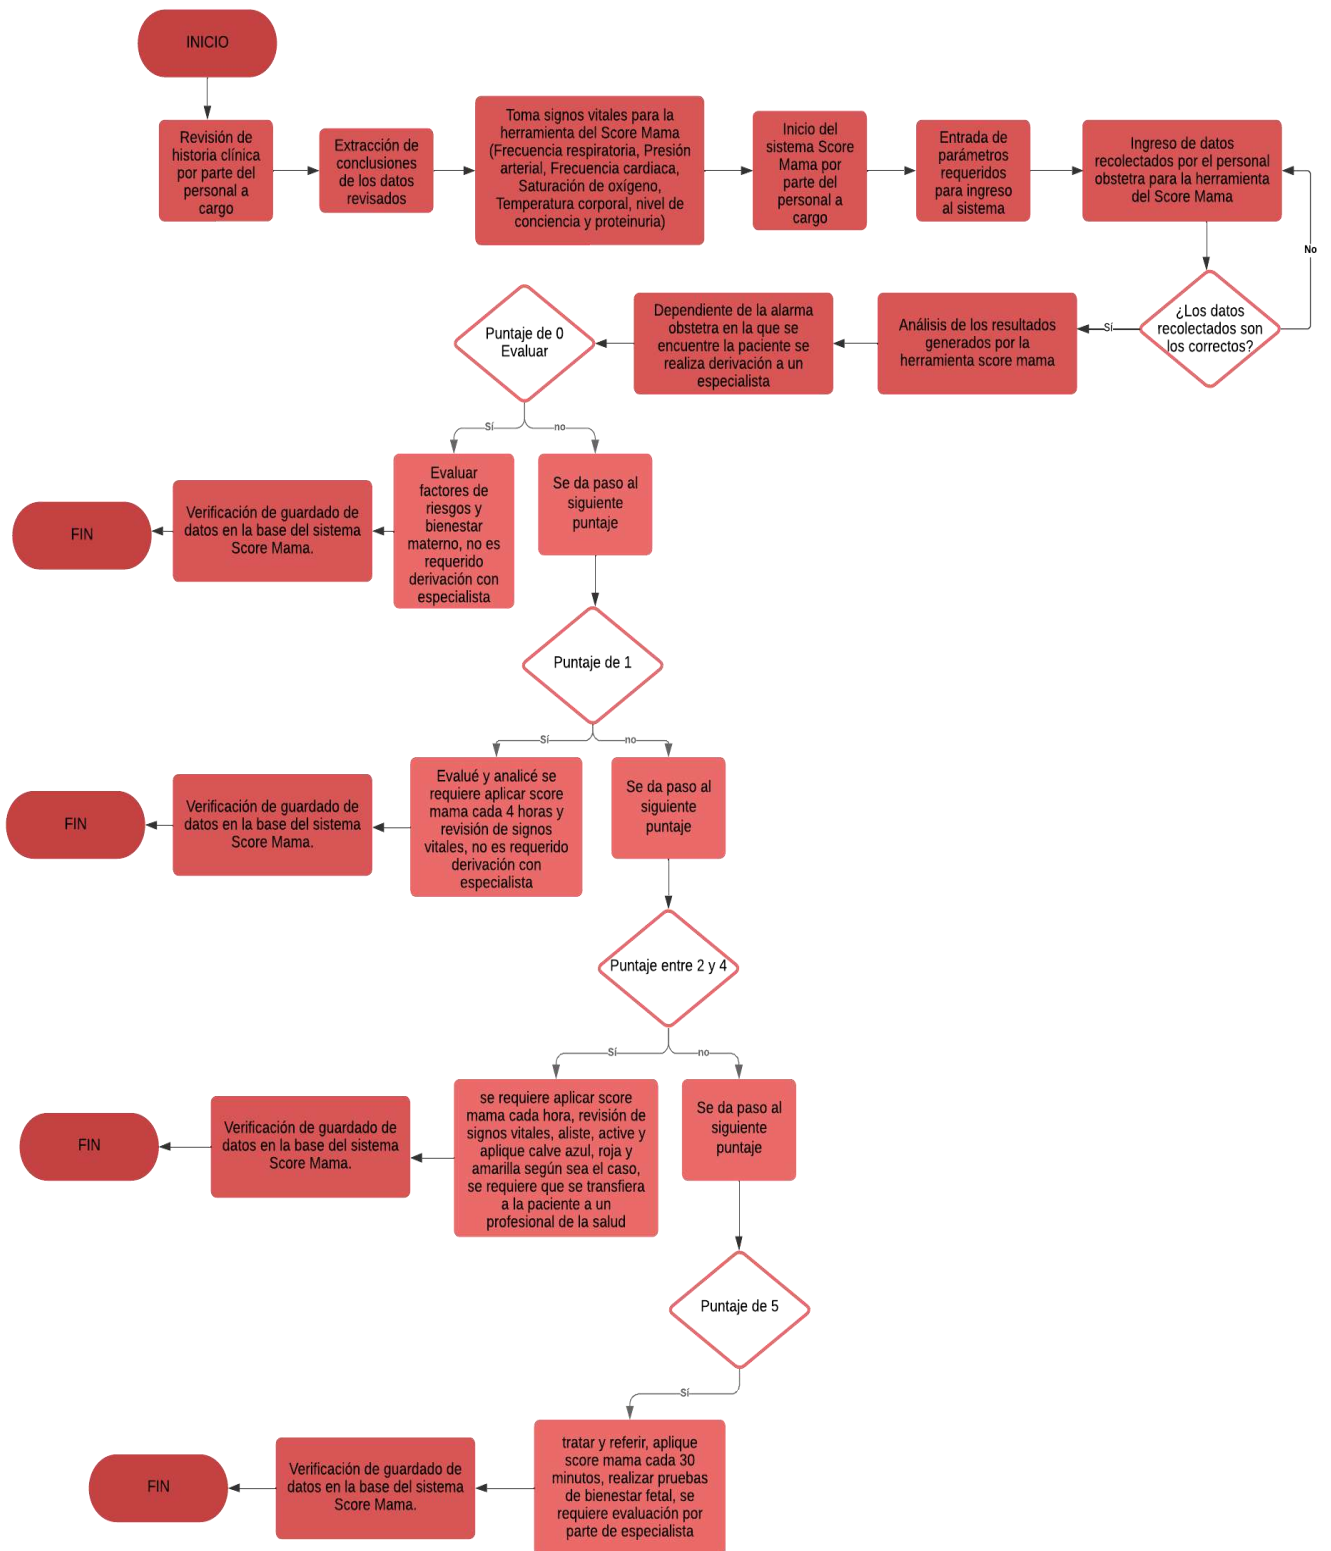 INICIO
Revisión de
historia clínica
por parte del
personal a
cargo
Extracción de
conclusiones
de los datos
revisados
Toma signos vitales para la
herramienta del Score Mama
(Frecuencia respiratoria, Presión
arterial, Frecuencia cardiaca,
Saturación de oxígeno,
Temperatura corporal, nivel de
conciencia y proteinuria)
Inicio del
sistema Score
Mama por
parte del
personal a
cargo
Entrada de
parámetros
requeridos
para ingreso
al sistema
Ingreso de datos
recolectados por el personal
obstetra para la herramienta
del Score Mama
No
¿Los datos
recolectados son
los correctos?
Sí
Análisis de los resultados
generados por la
herramienta score mama
Dependiente de la alarma
obstetra en la que se
encuentre la paciente se
realiza derivación a un
especialista
Puntaje de 0
Evaluar
Sí
no
Evaluar
factores de
riesgos y
bienestar
materno, no es
requerido
derivación con
especialista
Se da paso al
siguiente
puntaje
Verificación de guardado de
datos en la base del sistema
Score Mama.
FIN
Puntaje de 1
Sí
no
Evalué y analicé se
requiere aplicar score
mama cada 4 horas y
revisión de signos
vitales, no es requerido
derivación con
especialista
Se da paso al
siguiente
puntaje
Verificación de guardado de
datos en la base del sistema
Score Mama.
FIN
Puntaje entre 2 y 4
Sí
no
se requiere aplicar score
mama cada hora, revisión de
signos vitales, aliste, active y
aplique calve azul, roja y
amarilla según sea el caso,
se requiere que se transfiera
a la paciente a un
profesional de la salud
Se da paso al
siguiente
puntaje
Verificación de guardado de
datos en la base del sistema
Score Mama.
FIN
Puntaje de 5
Sí
tratar y referir, aplique
score mama cada 30
minutos, realizar pruebas
de bienestar fetal, se
requiere evaluación por
parte de especialista
Verificación de guardado de
datos en la base del sistema
Score Mama.
FIN